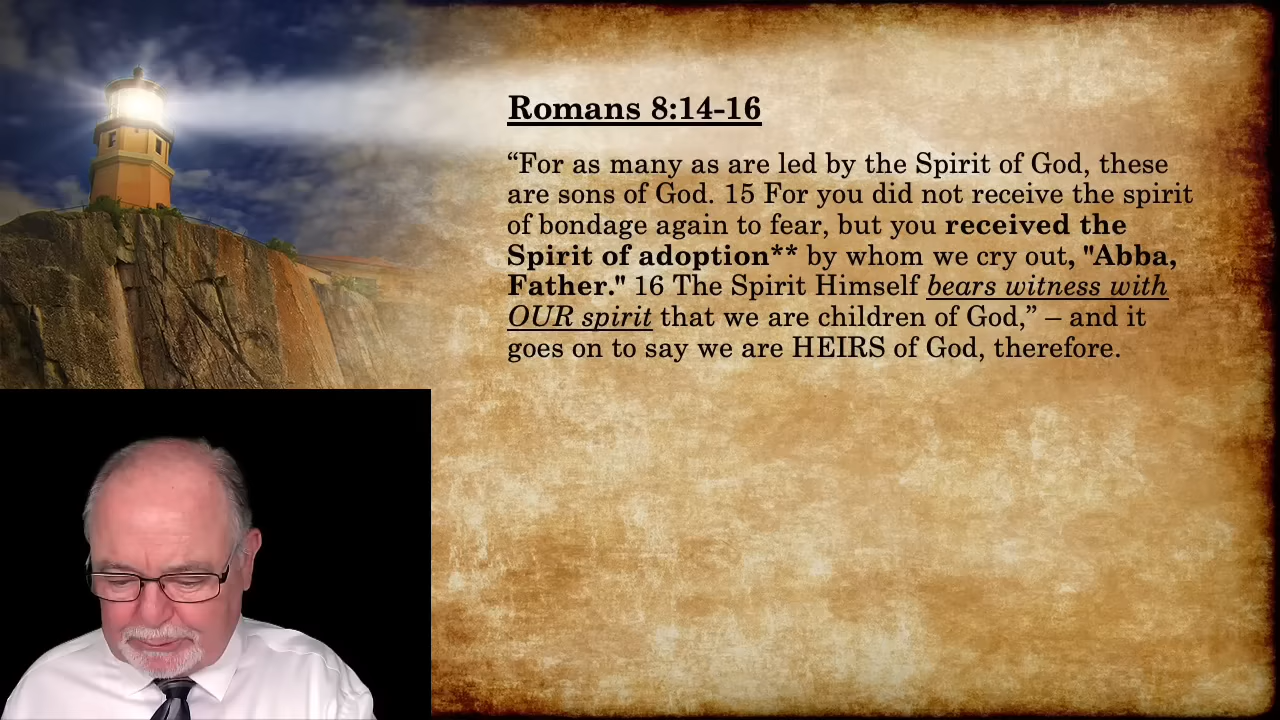 Romans 8:14-16
“For as many as are led by the Spirit of God, these
are sons of God. 15 For you did not receive the spirit
of bondage again to fear, but you received the
Spirit of adoption** by whom we cry out, "Abba,
Father." 16 The Spirit Himself bears witness with
OUR spirit that we are children of God,” – and it
goes on to say we are HEIRS of God, therefore.